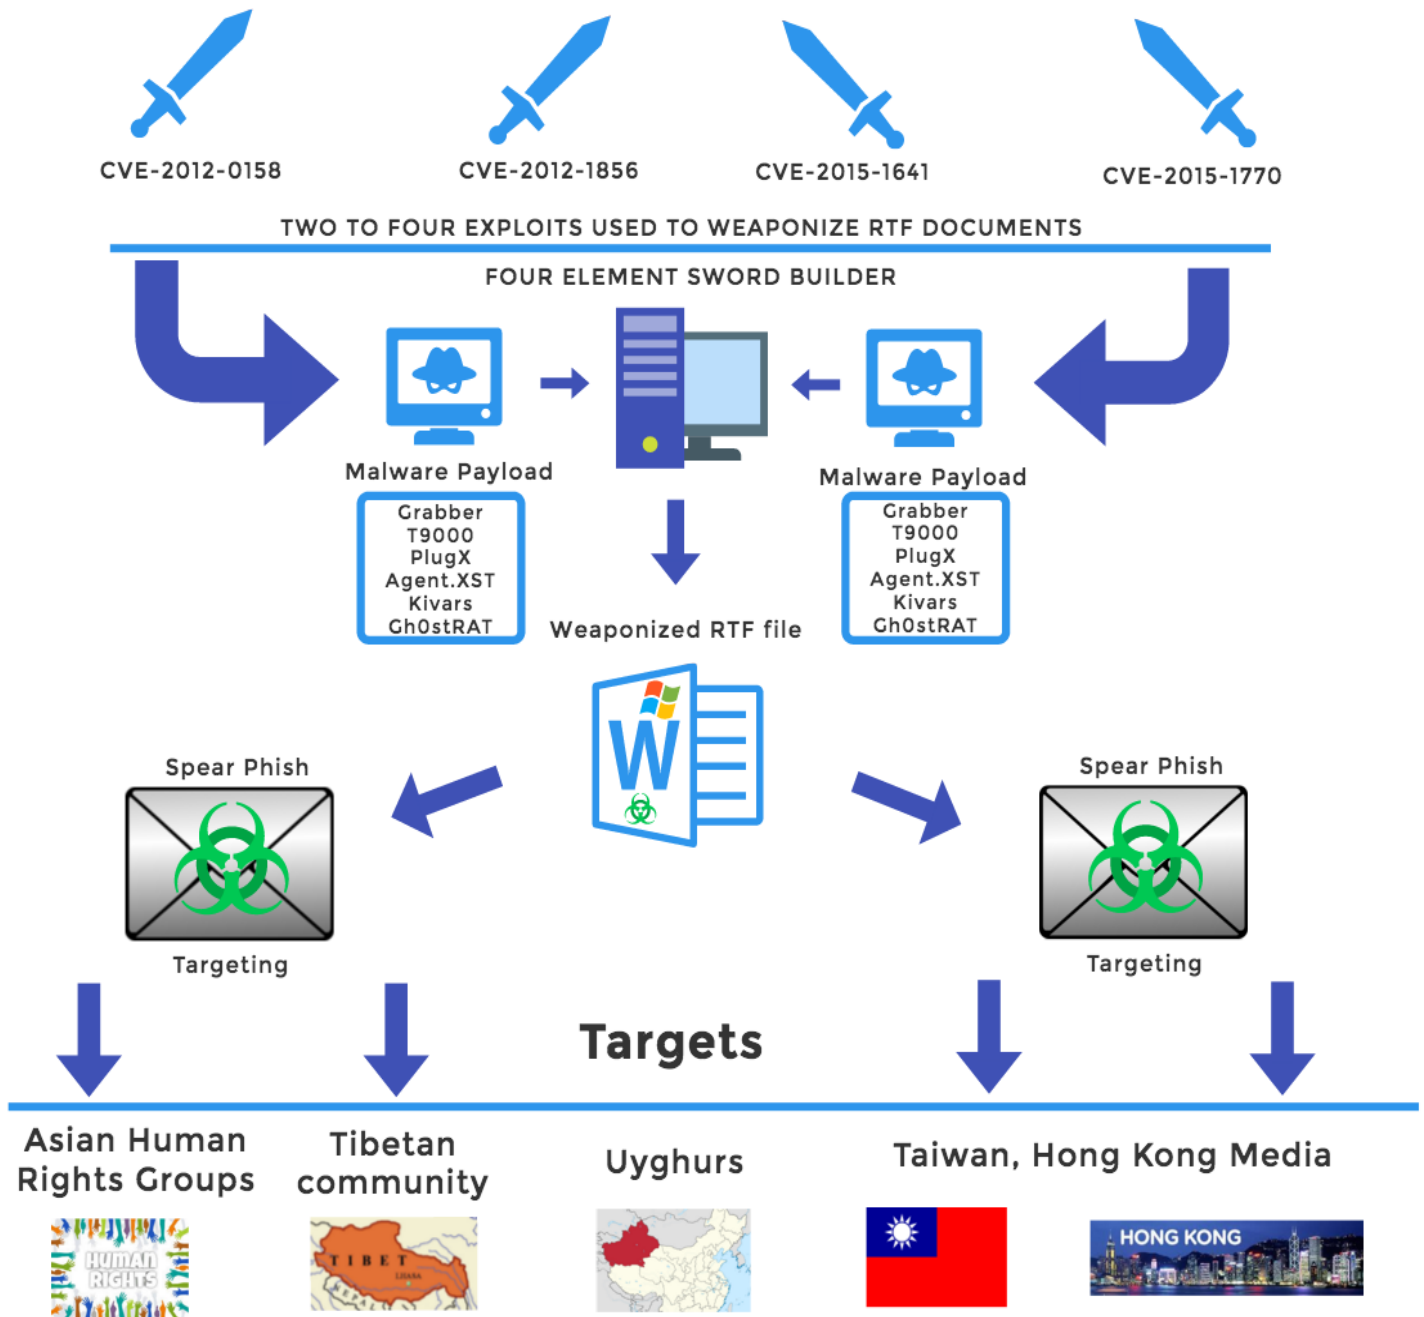 CVE-2012-0158
CVE-2012-1856
CVE-2015-1641
CVE-2015-1770
TWO TO FOUR EXPLOITS USED TO WEAPONIZE RTF DOCUMENTS
FOUR ELEMENT SWORD BUILDER
Malware Payload
Grabber
T9000
PlugX
Agent.XST
Kivars
Gh0stRAT
Malware Payload
Grabber
T9000
PlugX
Agent.XST
Kivars
Gh0stRAT
Weaponized RTF file
W
Spear Phish
Targeting
Spear Phish
Targeting
Targets
Asian Human
Rights Groups
HUMAN
RIGHTS
Tibetan
community
TIBET
LHASA
NEPAL
Uyghurs
Taiwan, Hong Kong Media
HONG KONG